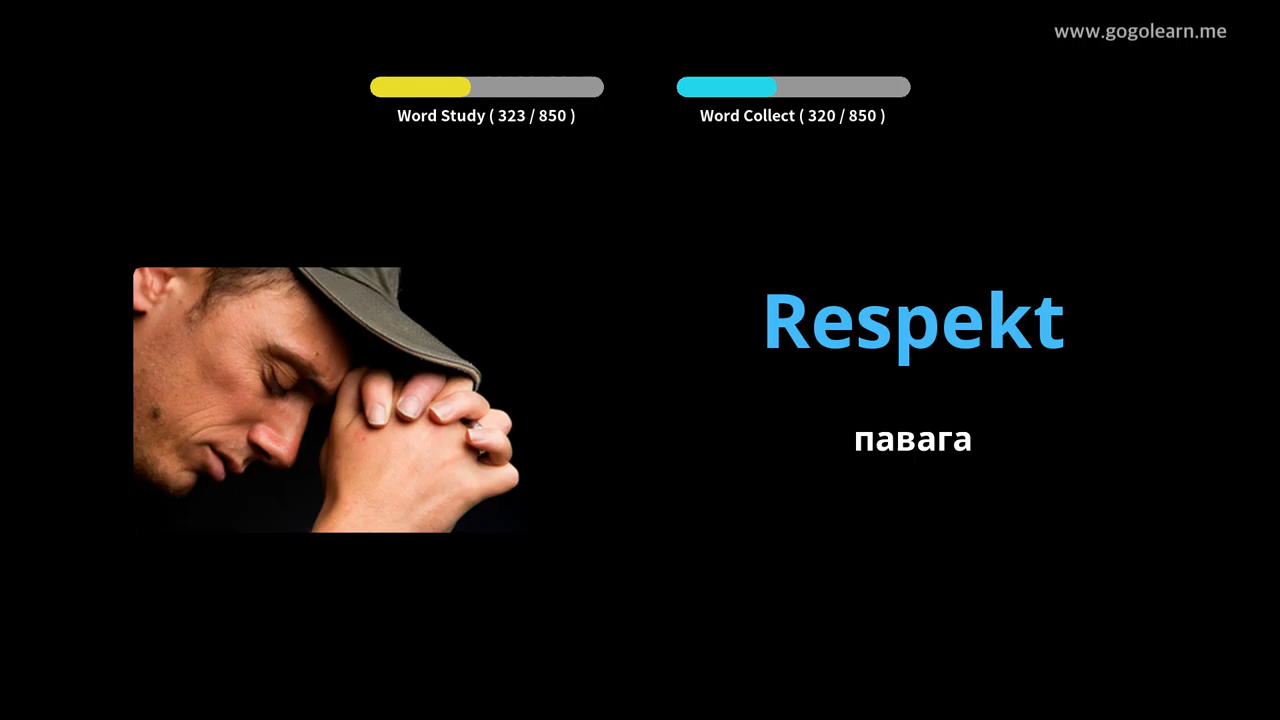 www.gogolearn.me
Word Study ( 323 / 850 )
Word Collect ( 320 / 850 )
Respekt
павага